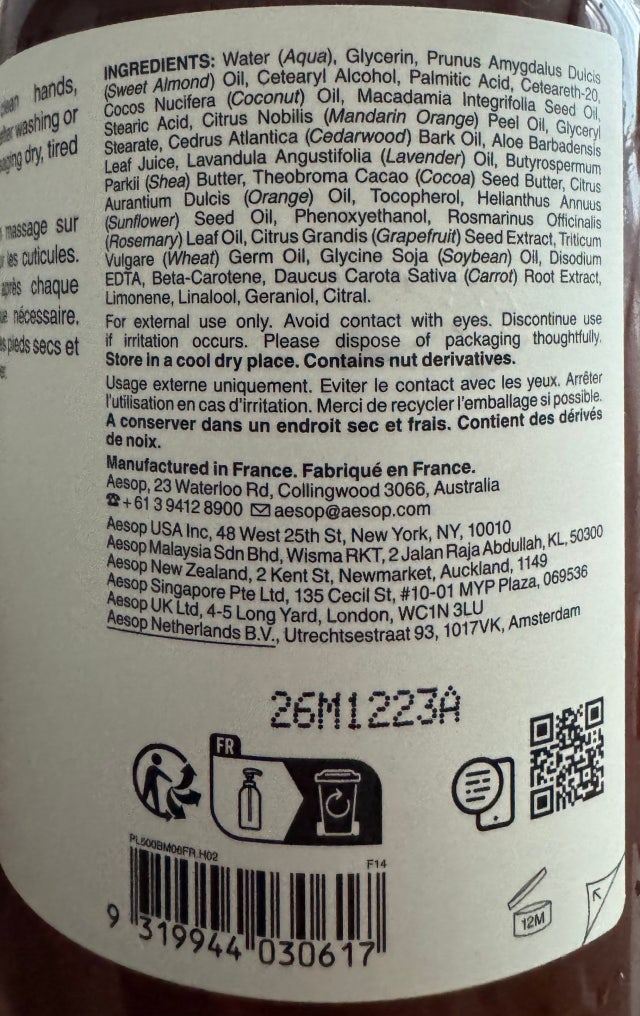 hands,
washing or
dry, tired
massage sur
les cuticules.
chaque
nécessaire.
pieds secs et
INGREDIENTS: Water (Aqua), Glycerin, Prunus Amygdalus Dulcis
(Sweet Almond) Oil, Cetearyl Alcohol, Palmitic Acid, Ceteareth-20,
Cocos Nucifera (Coconut) Oil, Macadamia Integrifolia Seed Oil,
Stearic Acid, Citrus Nobilis (Mandarin Orange) Peel Oil, Glyceryl
Stearate, Cedrus Atlantica (Cedarwood) Bark Oil, Aloe Barbadensis
Leaf Juice, Lavandula Angustifolia (Lavender) Oil, Butyrospermum
Parkii (Shea) Butter, Theobroma Cacao (Cocoa) Seed Butter, Citrus
Aurantium Dulcis (Orange) Oil, Tocopherol, Helianthus Annuus
(Sunflower) Seed Oil, Phenoxyethanol, Rosmarinus Officinalis
(Rosemary) Leaf Oil, Citrus Grandis (Grapefruit) Seed Extract, Triticum
Vulgare (Wheat) Germ Oil, Glycine Soja (Soybean) Oil, Disodium
EDTA, Beta-Carotene, Daucus Carota Sativa (Carrot) Root Extract,
Limonene, Linalool, Geraniol, Citral.
For external use only. Avoid contact with eyes. Discontinue use
if irritation occurs. Please dispose of packaging thoughtfully.
Store in a cool dry place. Contains nut derivatives.
Usage externe uniquement. Eviter le contact avec les yeux. Arrêter
l'utilisation en cas d'irritation. Merci de recycler l'emballage si possible.
A conserver dans un endroit sec et frais. Contient des dérivés
de noix.
Manufactured in France. Fabriqué en France.
Aesop, 23 Waterloo Rd, Collingwood 3066, Australia
☎+61 3 9412 8900 ✉ aesop@aesop.com
Aesop USA Inc, 48 West 25th St, New York, NY, 10010
Aesop Malaysia Sdn Bhd, Wisma RKT, 2 Jalan Raja Abdullah, KL, 50300
Aesop New Zealand, 2 Kent St, Newmarket, Auckland, 1149
Aesop Singapore Pte Ltd, 135 Cecil St, #10-01 MYP Plaza, 069536
Aesop UK Ltd, 4-5 Long Yard, London, WC1N 3LU
Aesop Netherlands B.V., Utrechtsestraat 93, 1017VK, Amsterdam
26M1223A
FR
PL500BM06FR.H02
F14
9 319944 030617
12M